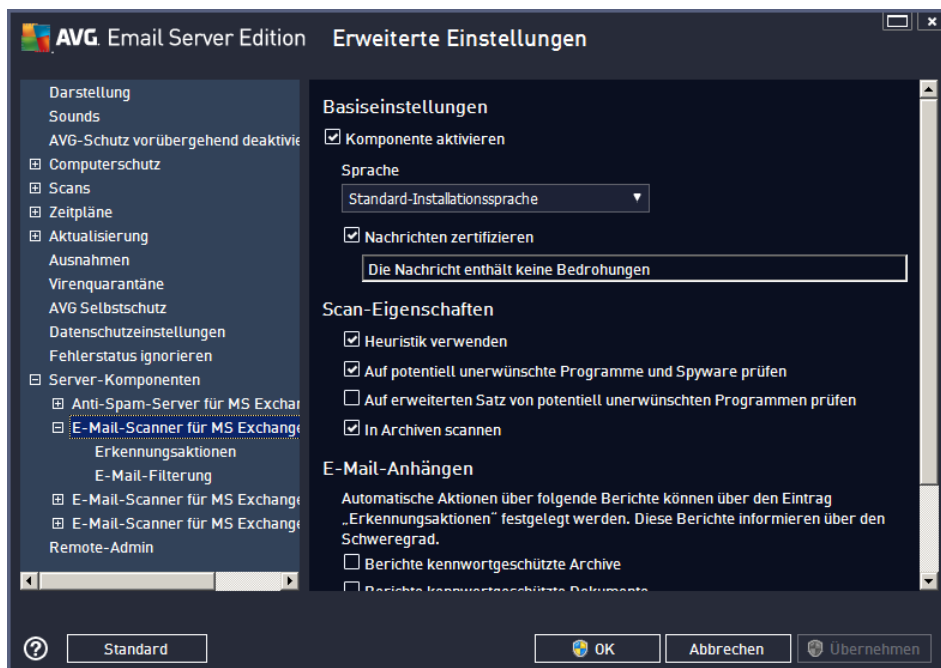 AVG. Email Server Edition
Erweiterte Einstellungen
Darstellung
Sounds
AVG-Schutz vorübergehend deaktivie
Computerschutz
Scans
Zeitpläne
Aktualisierung
Ausnahmen
Virenquarantäne
AVG Selbstschutz
Datenschutzeinstellungen
Fehlerstatus ignorieren
Server-Komponenten
Anti-Spam-Server für MS Exchan
E-Mail-Scanner für MS Exchange
Erkennungsaktionen
E-Mail-Filterung
E-Mail-Scanner für MS Exchange
E-Mail-Scanner für MS Exchange
Remote-Admin
Basiseinstellungen
Komponente aktivieren
Sprache
Standard-Installationssprache
Nachrichten zertifizieren
Die Nachricht enthält keine Bedrohungen
Scan-Eigenschaften
Heuristik verwenden
Auf potentiell unerwünschte Programme und Spyware prüfen
Auf erweiterten Satz von potentiell unerwünschten Programmen prüfen
In Archiven scannen
E-Mail-Anhängen
Automatische Aktionen über folgende Berichte können über den Eintrag
„Erkennungsaktionen“ festgelegt werden. Diese Berichte informieren über den
Schweregrad.
Berichte kennwortgeschützte Archive
Berichte kennwortgeschützte Dokumente
Standard
OK
Abbrechen
Übernehmen